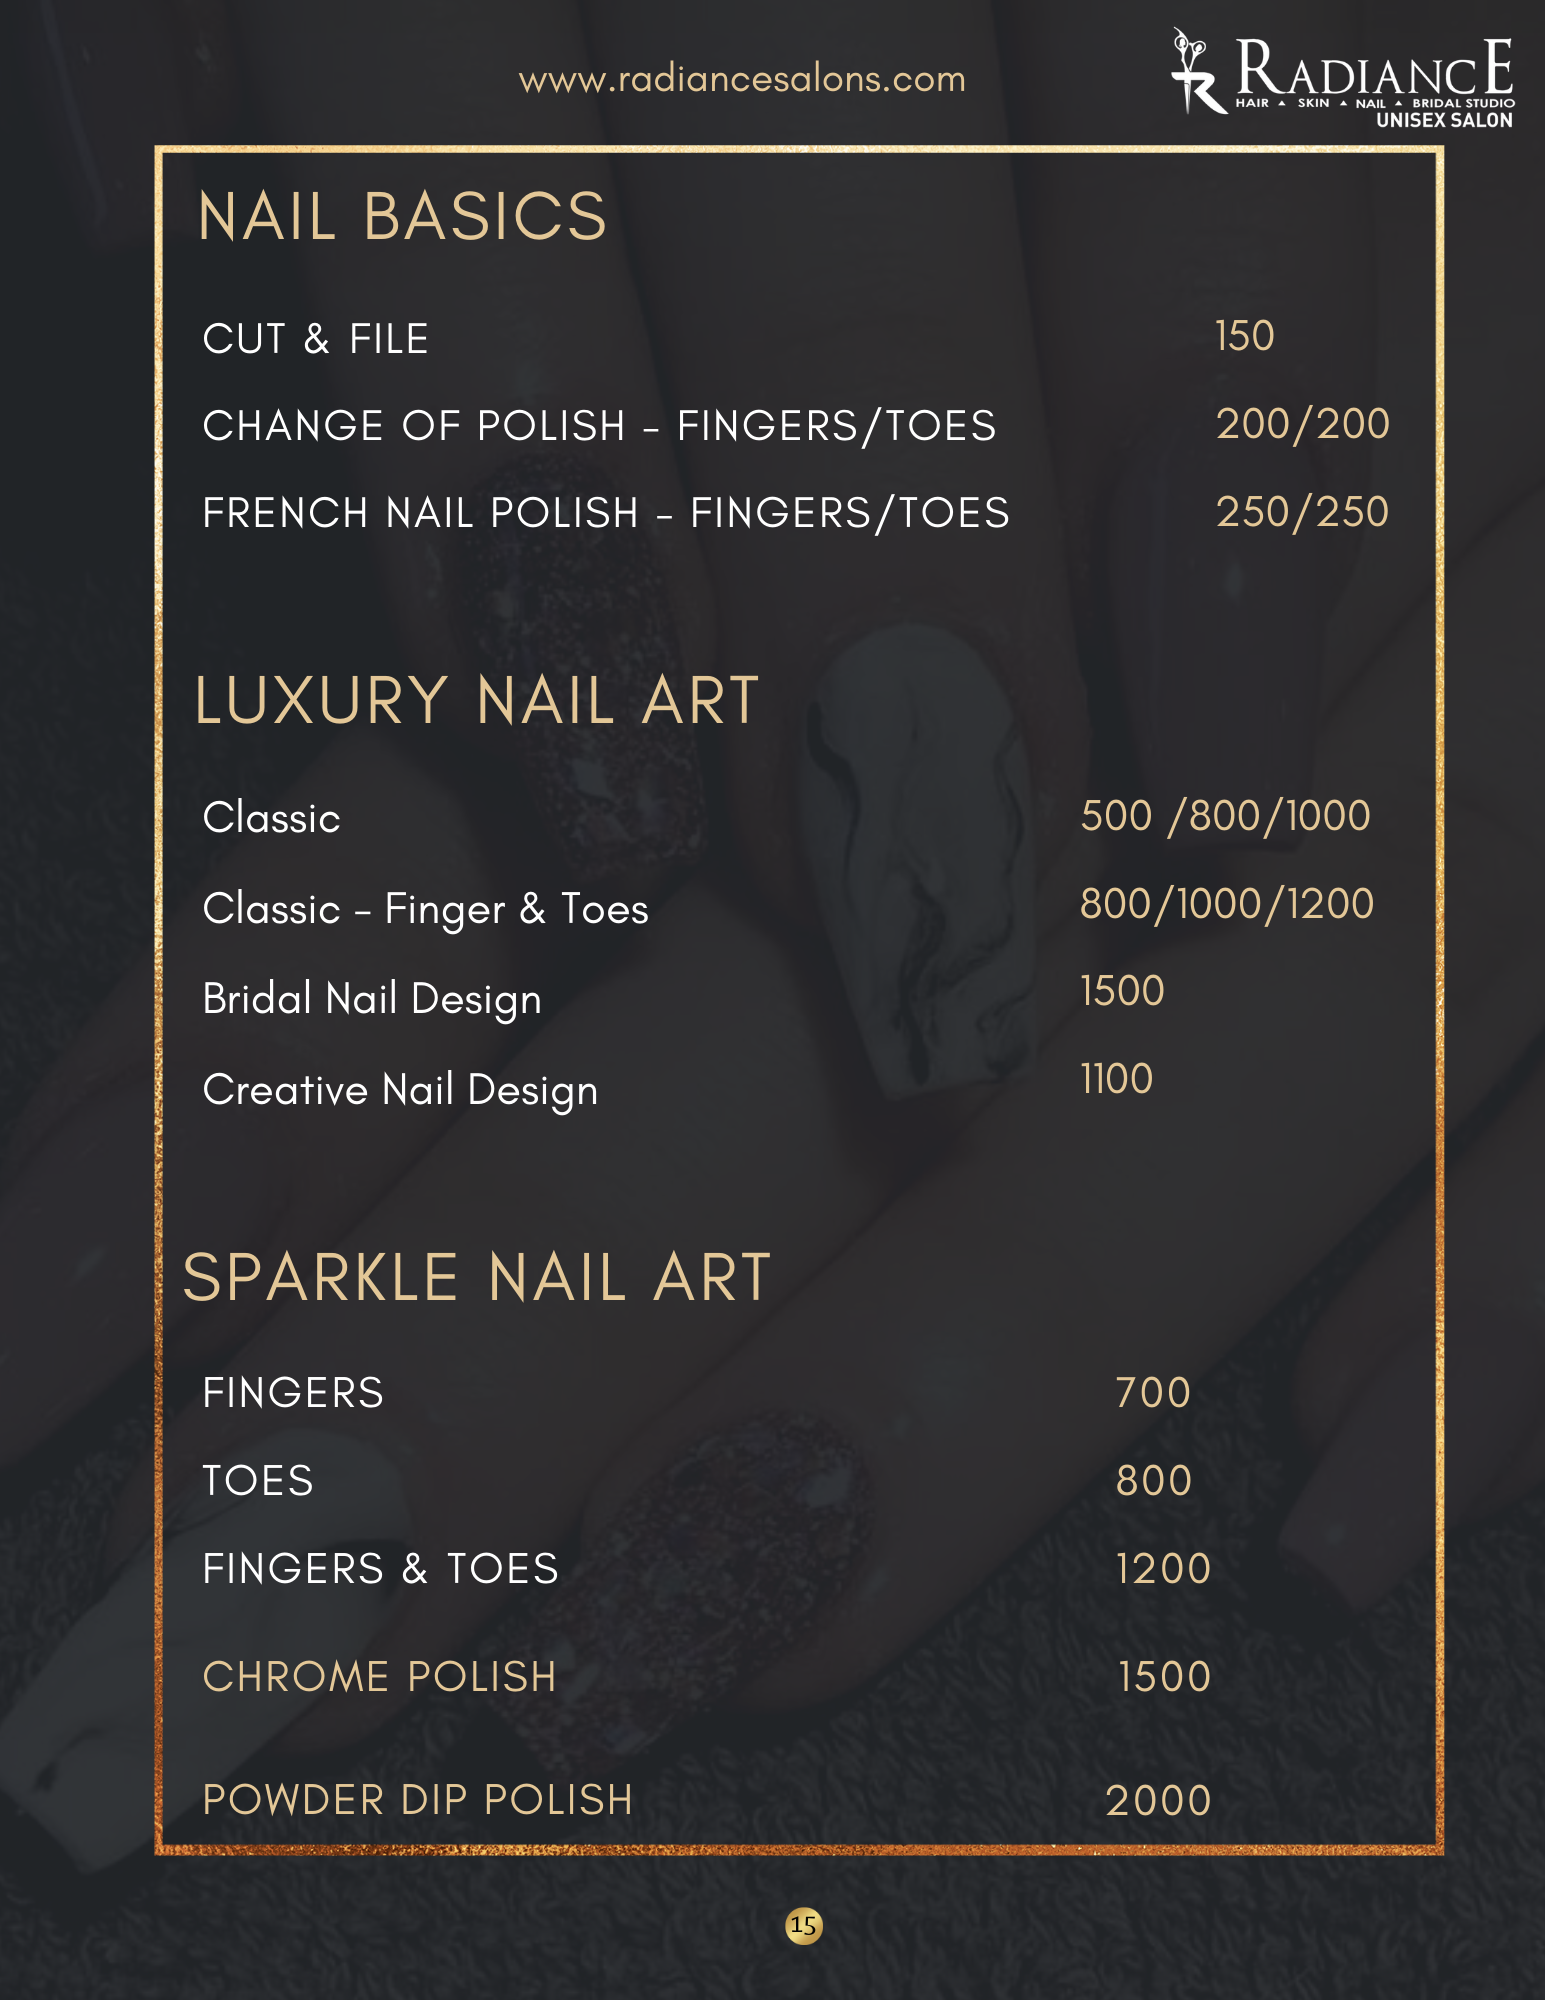 www.radiancesalons.com
RADIANCE
HAIR ▲ SKIN ▲ NAIL ▲ BRIDAL STUDIO
UNISEX SALON
NAIL BASICS
CUT & FILE 150
CHANGE OF POLISH - FINGERS/TOES 200/200
FRENCH NAIL POLISH - FINGERS/TOES 250/250
LUXURY NAIL ART
Classic 500 /800/1000
Classic - Finger & Toes 800/1000/1200
Bridal Nail Design 1500
Creative Nail Design 1100
SPARKLE NAIL ART
FINGERS 700
TOES 800
FINGERS & TOES 1200
CHROME POLISH 1500
POWDER DIP POLISH 2000
15